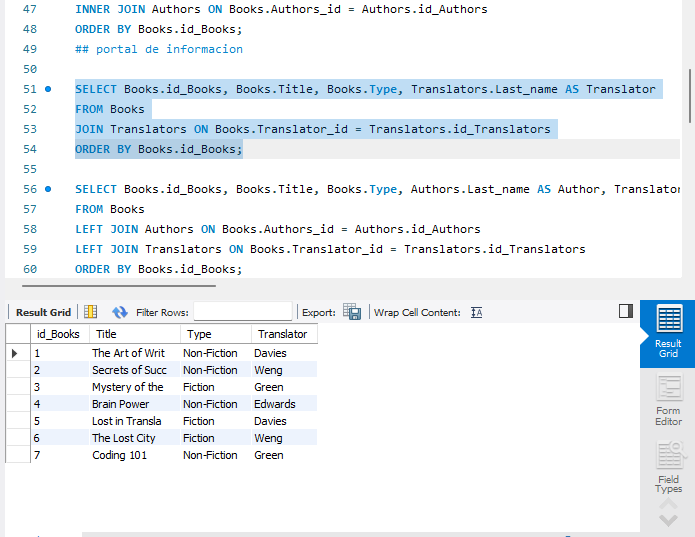 47 INNER JOIN Authors ON Books.Authors_id = Authors.id_Authors
48 ORDER BY Books.id_Books;
49 ## portal de informacion
50
51 SELECT Books.id_Books, Books.Title, Books.Type, Translators.Last_name AS Translator
52 FROM Books
53 JOIN Translators ON Books.Translator_id = Translators.id_Translators
54 ORDER BY Books.id_Books;
55
56 SELECT Books.id_Books, Books.Title, Books.Type, Authors.Last_name AS Author, Translator
57 FROM Books
58 LEFT JOIN Authors ON Books.Authors_id = Authors.id_Authors
59 LEFT JOIN Translators ON Books.Translator_id = Translators.id_Translators
60 ORDER BY Books.id_Books;
Result Grid Filter Rows: Export: Wrap Cell Content: IA
id_Books Title Type Translator
1 The Art of Writ Non-Fiction Davies
2 Secrets of Succ Non-Fiction Weng
3 Mystery of the Fiction Green
4 Brain Power Non-Fiction Edwards
5 Lost in Transla Fiction Davies
6 The Lost City Fiction Weng
7 Coding 101 Non-Fiction Green
Result
Grid
Form
Editor
Field
Types